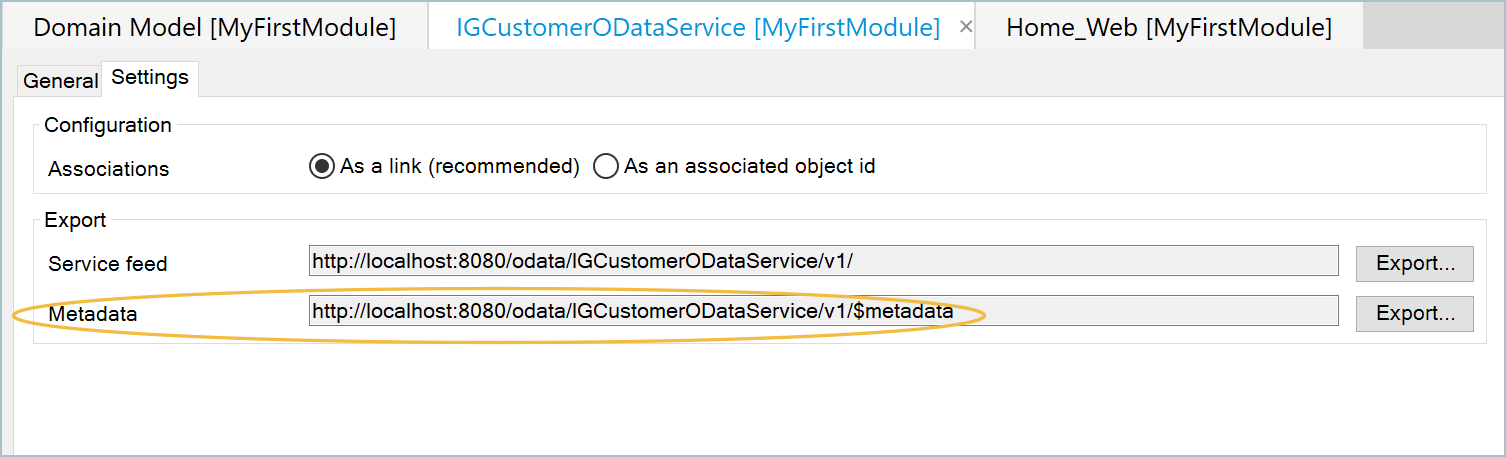 Domain Model [MyFirstModule] IGCustomerODataService [MyFirstModule] × Home_Web [MyFirstModule]
General Settings
Configuration
Associations As a link (recommended) As an associated object id
Export
Service feed http://localhost:8080/odata/IGCustomerODataService/v1/ Export...
Metadata http://localhost:8080/odata/IGCustomerODataService/v1/$metadata Export...